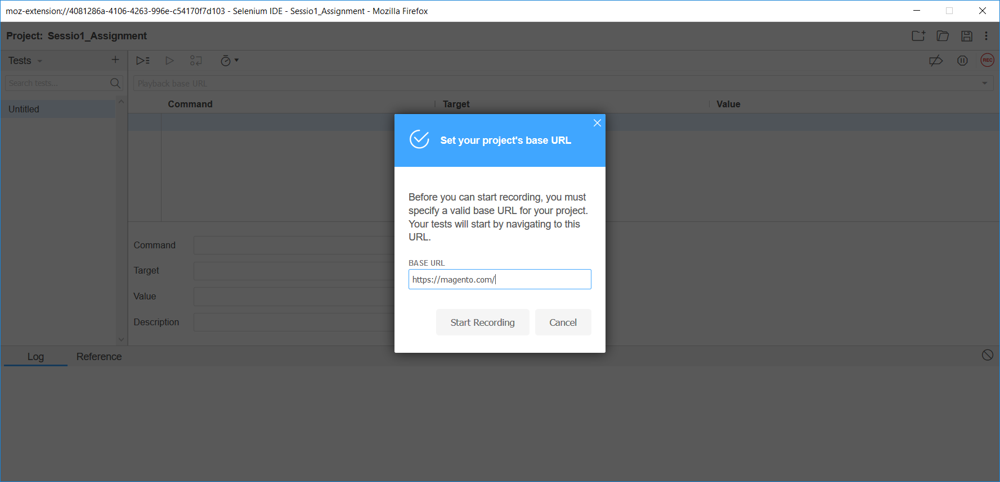 moz-extension://4081286a-4106-4263-996e-c54170f7d103 - Selenium IDE - Sessio1_Assignment - Mozilla Firefox
Project: Sessio1_Assignment
Tests
REC
Search tests...
Playback base URL
Untitled
Command Target Value
Set your project's base URL
Before you can start recording, you must
specify a valid base URL for your project.
Your tests will start by navigating to this
URL.
BASE URL
https://magento.com/
Start Recording Cancel
Command
Target
Value
Description
Log Reference